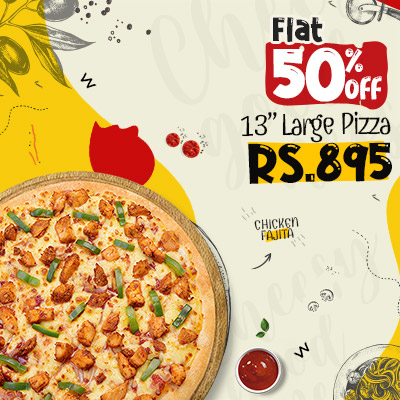 Flat
50% OFF
13” Large Pizza
RS.895
CHICKEN
FAJITA